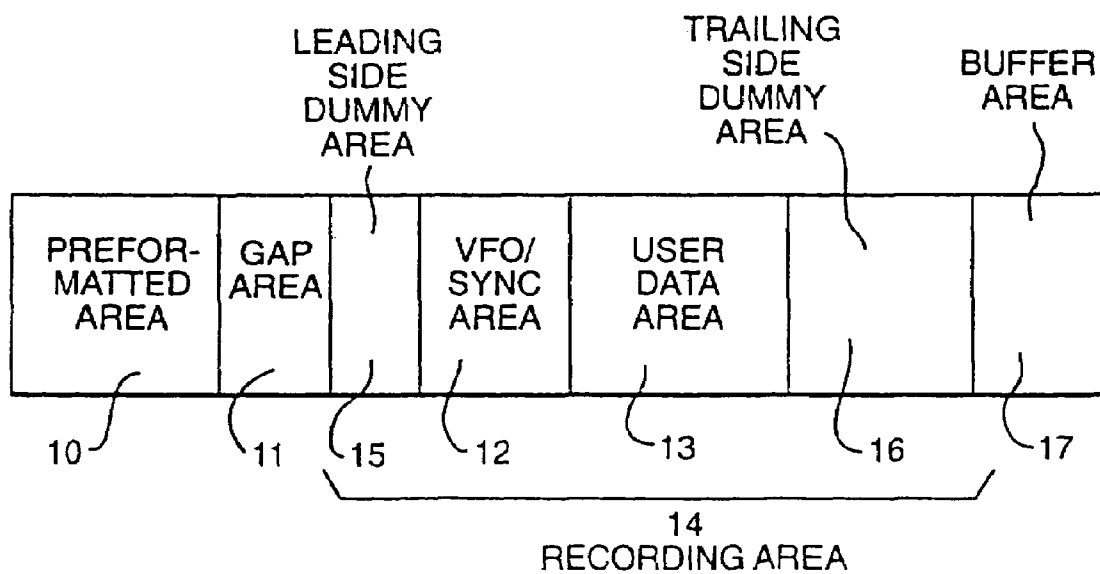 LEADING
SIDE
DUMMY
AREA
TRAILING
SIDE
DUMMY
AREA
BUFFER
AREA
PREFOR-
MATTED
AREA
GAP
AREA
VFO/
SYNC
AREA
USER
DATA
AREA
10
11
15
12
13
16
17
14
RECORDING AREA